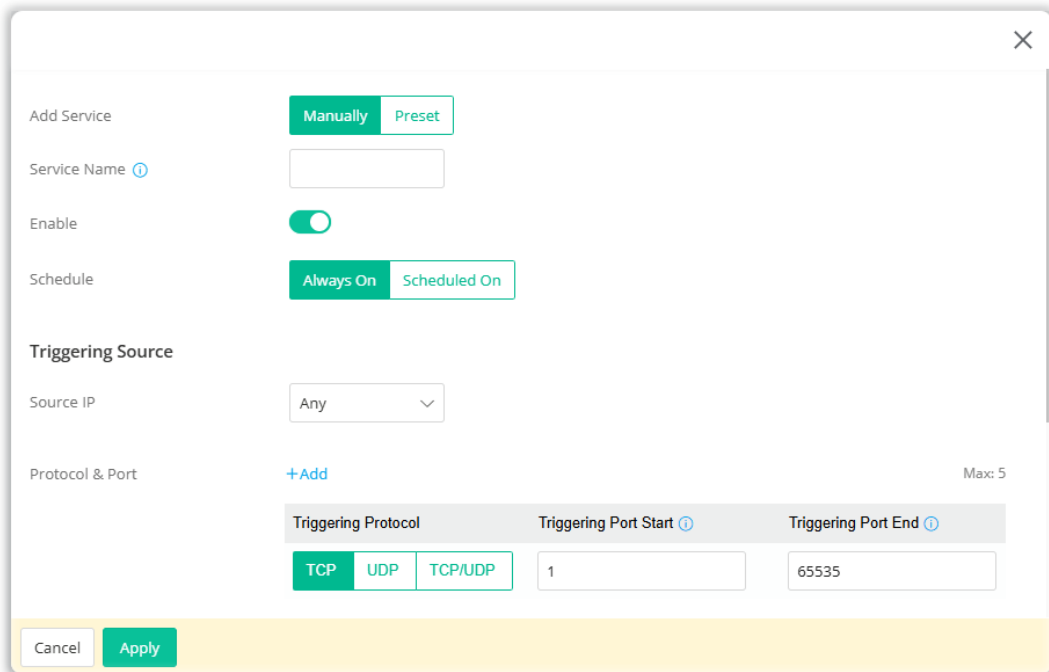 Add Service Manually Preset
Service Name
Enable
Schedule Always On Scheduled On
Triggering Source
Source IP Any
Protocol & Port +Add Max: 5
Triggering Protocol Triggering Port Start Triggering Port End
TCP UDP TCP/UDP 1 65535
Cancel Apply